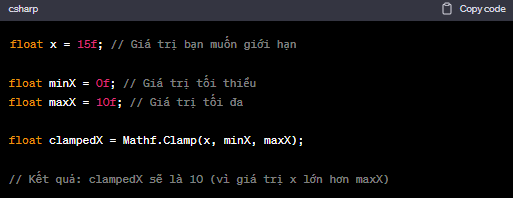 csharp
Copy code
float x = 15f; // Giá trị bạn muốn giới hạn
float minX = 0f; // Giá trị tối thiểu
float maxX = 10f; // Giá trị tối đa
float clampedX = Mathf.Clamp(x, minX, maxX);
// Kết quả: clampedX sẽ là 10 (vì giá trị x lớn hơn maxX)